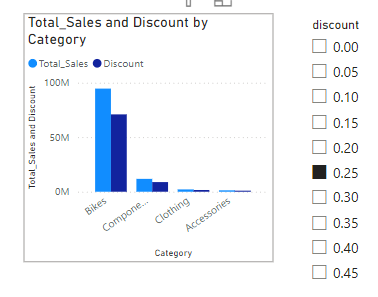 Total_Sales and Discount by
Category
Total_Sales Discount
Total_Sales and Discount
100M
50M
0M
Bikes
Compone...
Clothing
Accessories
Category
discount
0.00
0.05
0.10
0.15
0.20
0.25
0.30
0.35
0.40
0.45